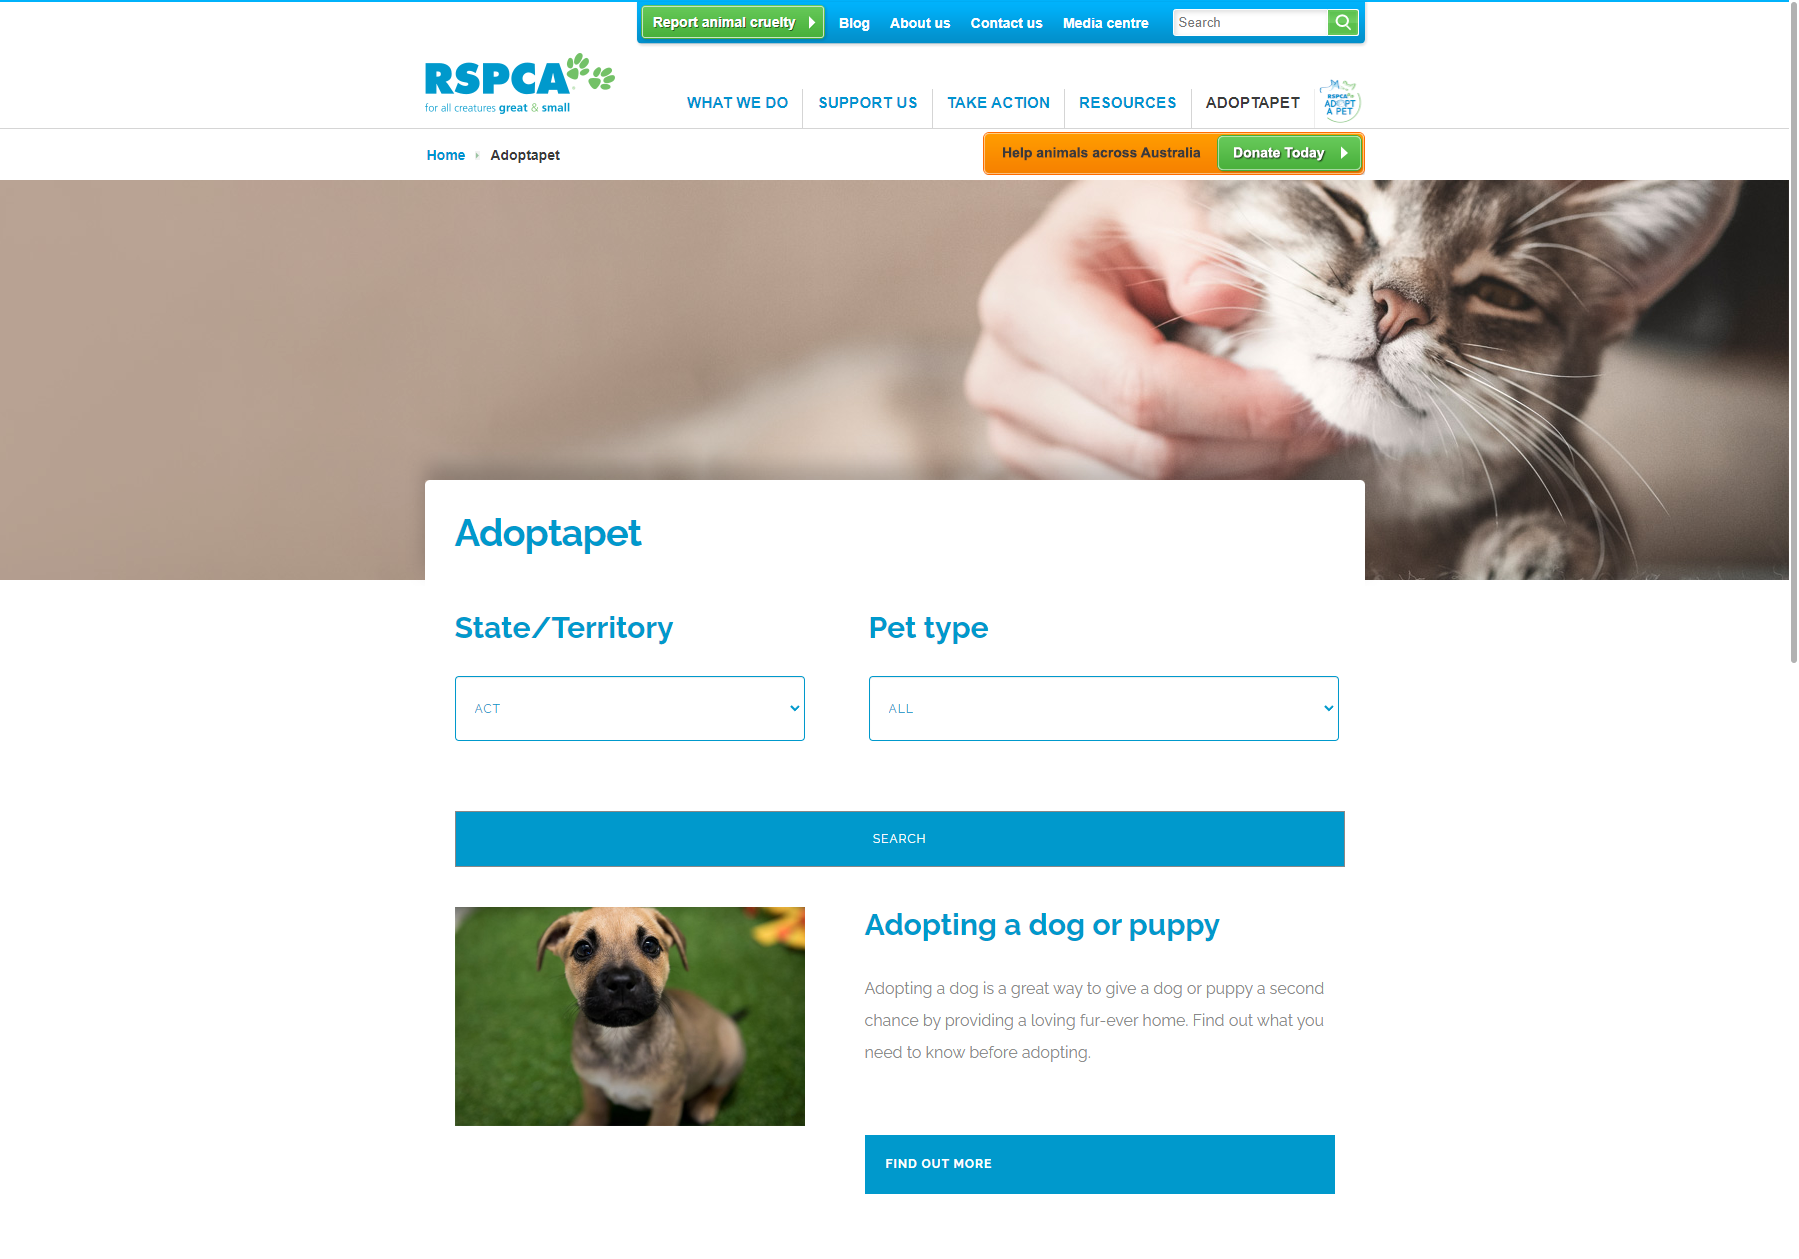 Report animal cruelty
Blog
About us
Contact us
Media centre
Search
RSPCA
for all creatures great & small
WHAT WE DO
SUPPORT US
TAKE ACTION
RESOURCES
ADOPTAPET
RSPCA
ADOPT
A PET
Home
Adoptapet
Help animals across Australia
Donate Today
Adoptapet
State/Territory
Pet type
ACT
ALL
SEARCH
Adopting a dog or puppy
Adopting a dog is a great way to give a dog or puppy a second
chance by providing a loving fur-ever home. Find out what you
need to know before adopting.
FIND OUT MORE